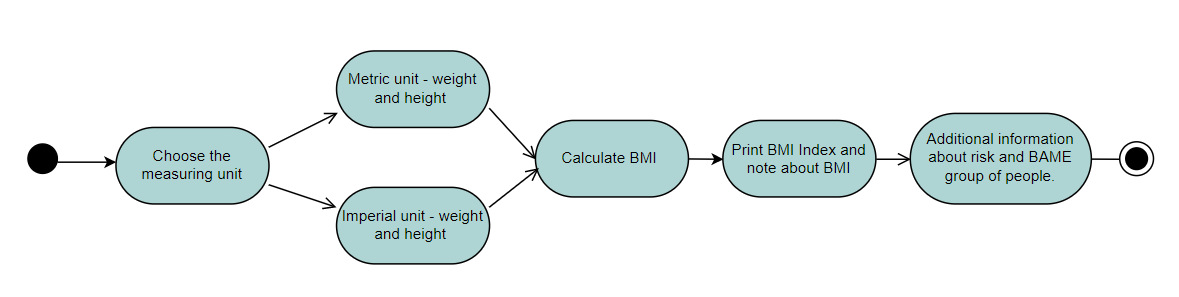 Choose the
measuring unit
Metric unit - weight
and height
Imperial unit - weight
and height
Calculate BMI
Print BMI Index and
note about BMI
Additional information
about risk and BAME
group of people.